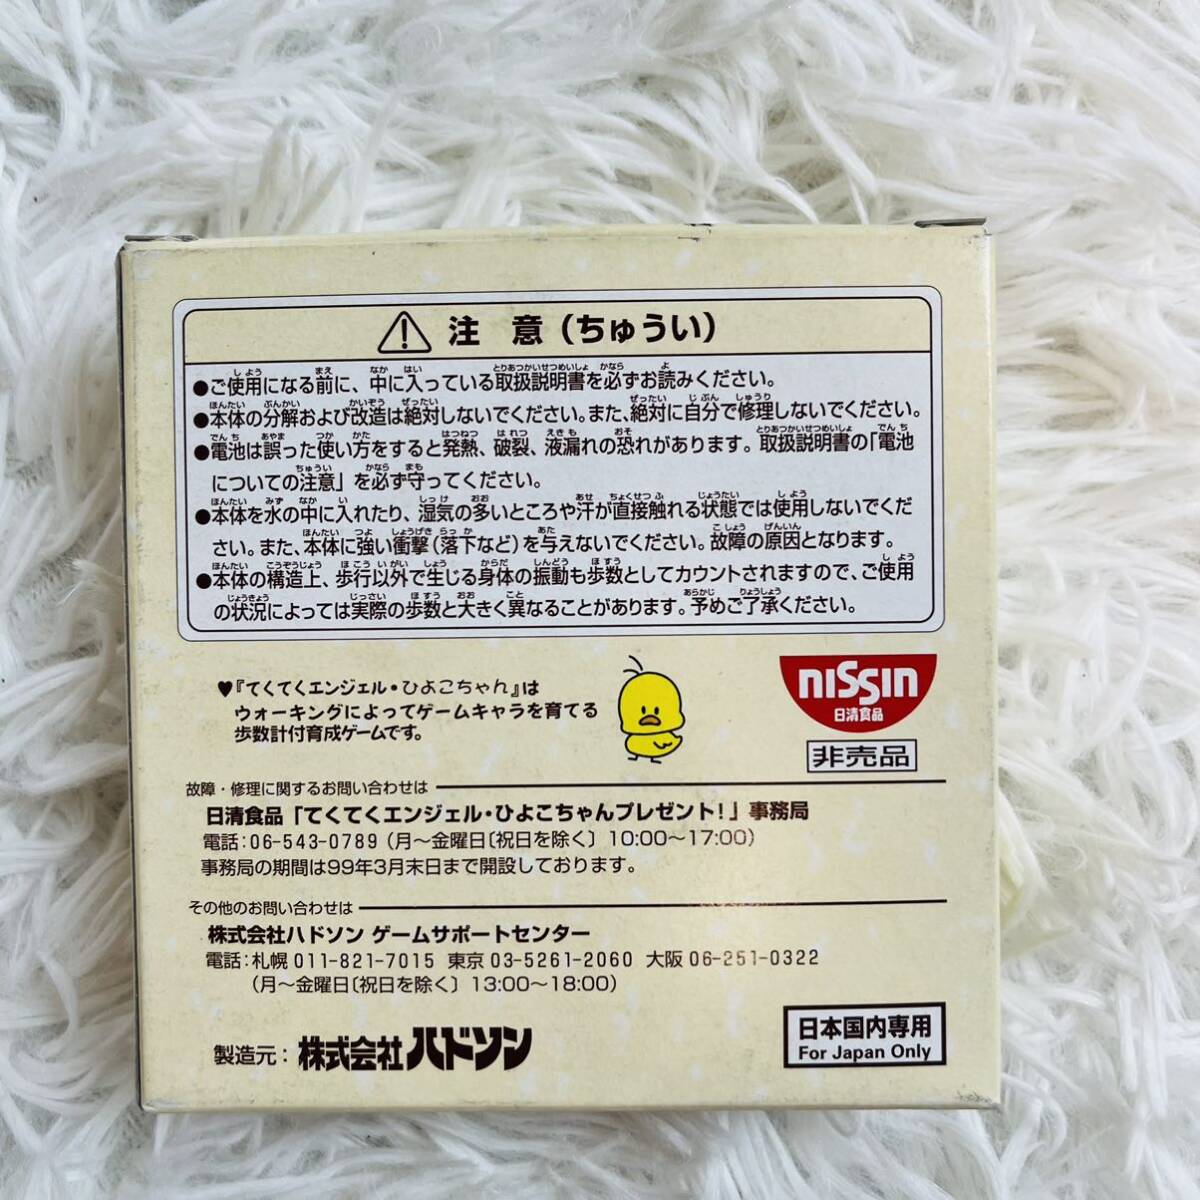 注 意(ちゅうい)
●ご使用になる前に、中に入っている取扱説明書を必ずお読みください。
●本体の分解および改造は絶対しないでください。また、絶対に自分で修理しないでください。
●電池は誤った使い方をすると発熱、破裂、液漏れの恐れがあります。取扱説明書の「電池
についての注意」を必ず守ってください。
●本体を水の中に入れたり、湿気の多いところや汗が直接触れる状態では使用しないでくだ
さい。また、本体に強い衝撃(落下など)を与えないでください。故障の原因となります。
●本体の構造上、歩行以外で生じる身体の振動も歩数としてカウントされますので、ご使用
の状況によっては実際の歩数と大きく異なることがあります。予めご了承ください。
♥『てくてくエンジェル・ひよこちゃん』は
ウォーキングによってゲームキャラを育てる
歩数計付育成ゲームです。
NISSIN
日清食品
非売品
故障・修理に関するお問い合わせは
日清食品「てくてくエンジェル・ひよこちゃんプレゼント!」事務局
電話:06-543-0789(月〜金曜日〔祝日を除く〕10:00〜17:00)
事務局の期間は99年3月末日まで開設しております。
その他のお問い合わせは
株式会社ハドソン ゲームサポートセンター
電話:札幌 011-821-7015 東京 03-5261-2060 大阪 06-251-0322
(月〜金曜日〔祝日を除く〕13:00〜18:00)
製造元:株式会社ハドソン
日本国内専用
For Japan Only